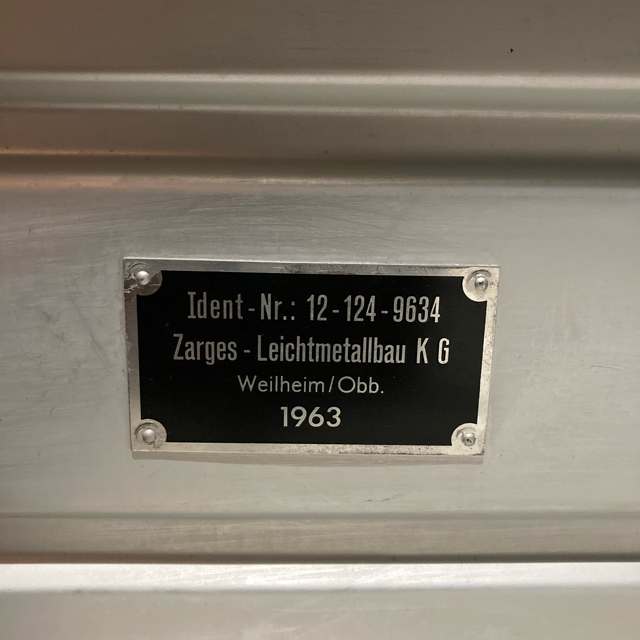 Ident-Nr.: 12-124-9634
Zarges-Leichtmetallbau K G
Weilheim/Obb.
1963